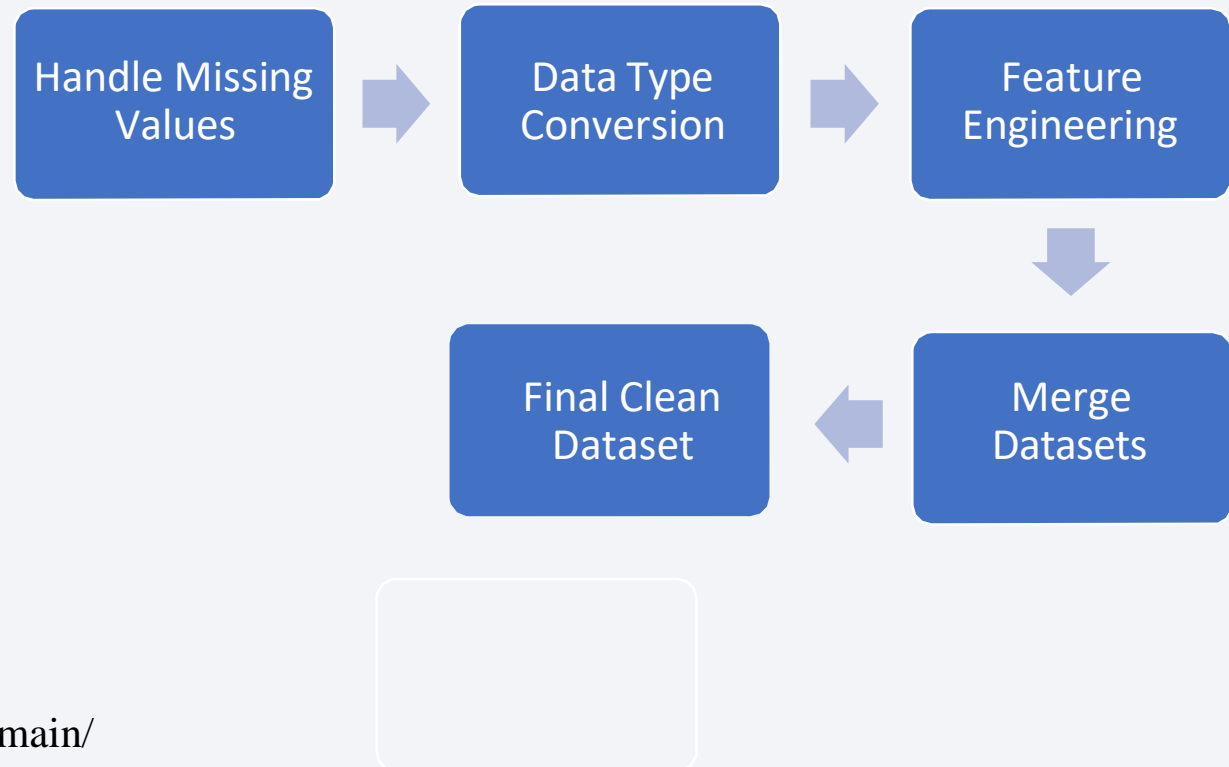 Handle Missing
Values
Data Type
Conversion
Feature
Engineering
Merge
Datasets
Final Clean
Dataset
main/